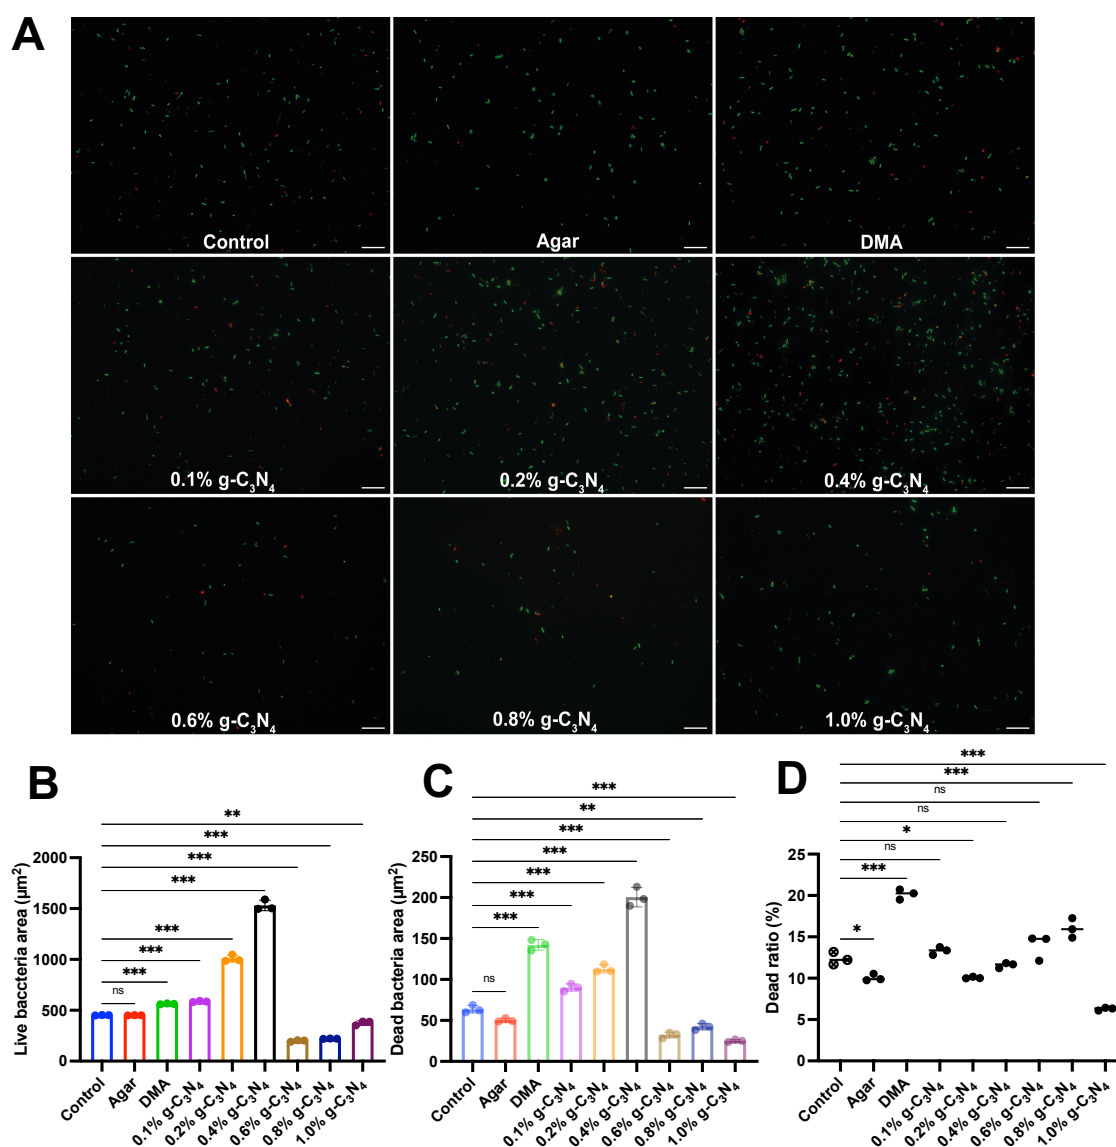 A
Control
Agar
DMA
0.1% g-C₃N₄
0.2% g-C₃N₄
0.4% g-C₃N₄
0.6% g-C₃N₄
0.8% g-C₃N₄
1.0% g-C₃N₄
B
**
***
***
***
***
***
***
ns
Live baccteria area (µm²)
2000
1500
1000
500
0
Control
Agar
DMA
0.1% g-C₃N₄
0.2% g-C₃N₄
0.4% g-C₃N₄
0.6% g-C₃N₄
0.8% g-C₃N₄
1.0% g-C₃N₄
C
***
**
***
***
***
***
***
ns
Dead bacteria area (µm²)
250
200
150
100
50
0
Control
Agar
DMA
0.1% g-C₃N₄
0.2% g-C₃N₄
0.4% g-C₃N₄
0.6% g-C₃N₄
0.8% g-C₃N₄
1.0% g-C₃N₄
D
***
***
ns
ns
*
ns
***
*
Dead ratio (%)
25
20
15
10
5
0
Control
Agar
DMA
0.1% g-C₃N₄
0.2% g-C₃N₄
0.4% g-C₃N₄
0.6% g-C₃N₄
0.8% g-C₃N₄
1.0% g-C₃N₄